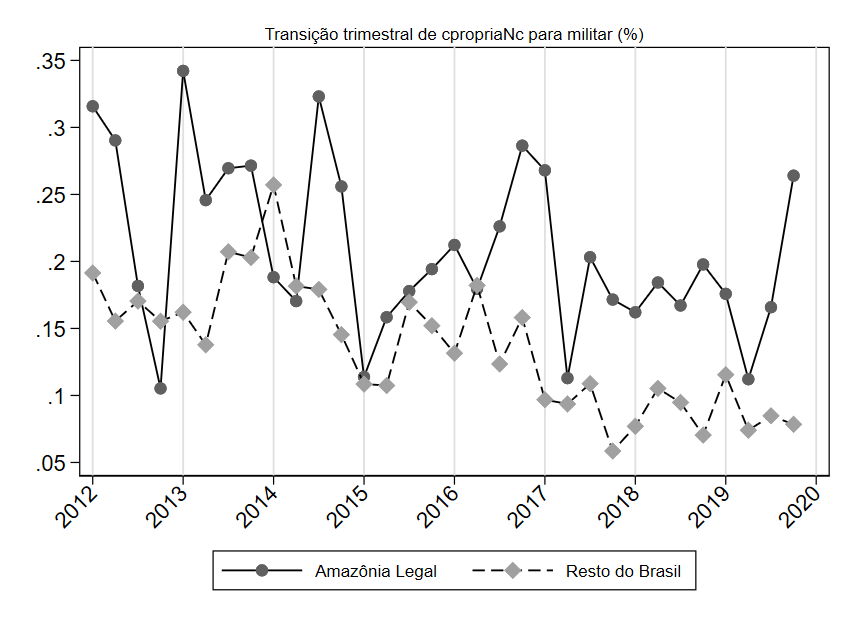 Transição trimestral de cpropriaNc para militar (%)
.35
.3
.25
.2
.15
.1
.05
2012 2013 2014 2015 2016 2017 2018 2019 2020
Amazônia Legal Resto do Brasil